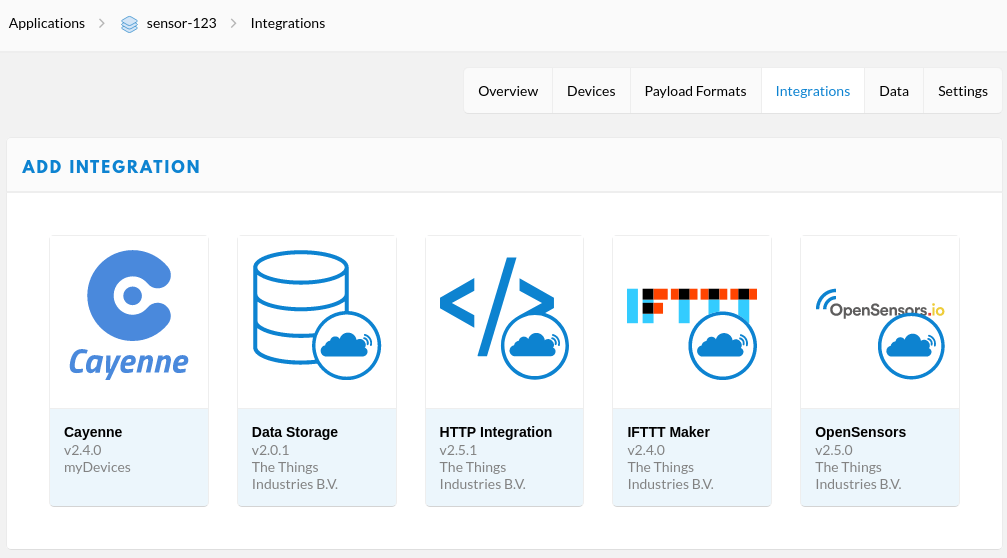 Applications sensor-123 Integrations
Overview Devices Payload Formats Integrations Data Settings
ADD INTEGRATION
Cayenne
Cayenne
v2.4.0
myDevices
Data Storage
v2.0.1
The Things
Industries B.V.
</>
HTTP Integration
v2.5.1
The Things
Industries B.V.
IFTTT
IFTTT Maker
v2.4.0
The Things
Industries B.V.
OpenSensors.io
OpenSensors
v2.5.0
The Things
Industries B.V.